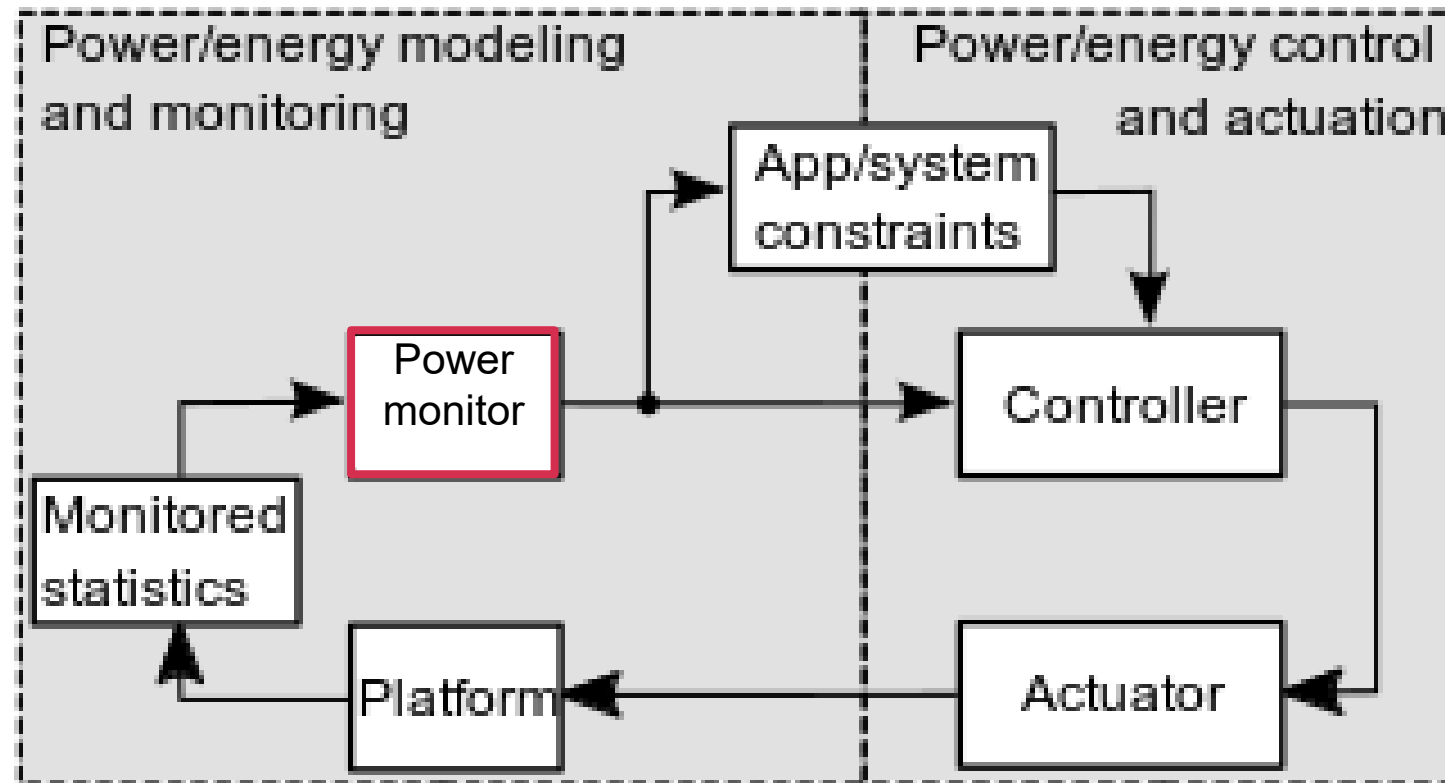 Power/energy modeling
and monitoring
Power/energy control
and actuation
App/system
constraints
Power
monitor
Controller
Monitored
statistics
Platform
Actuator